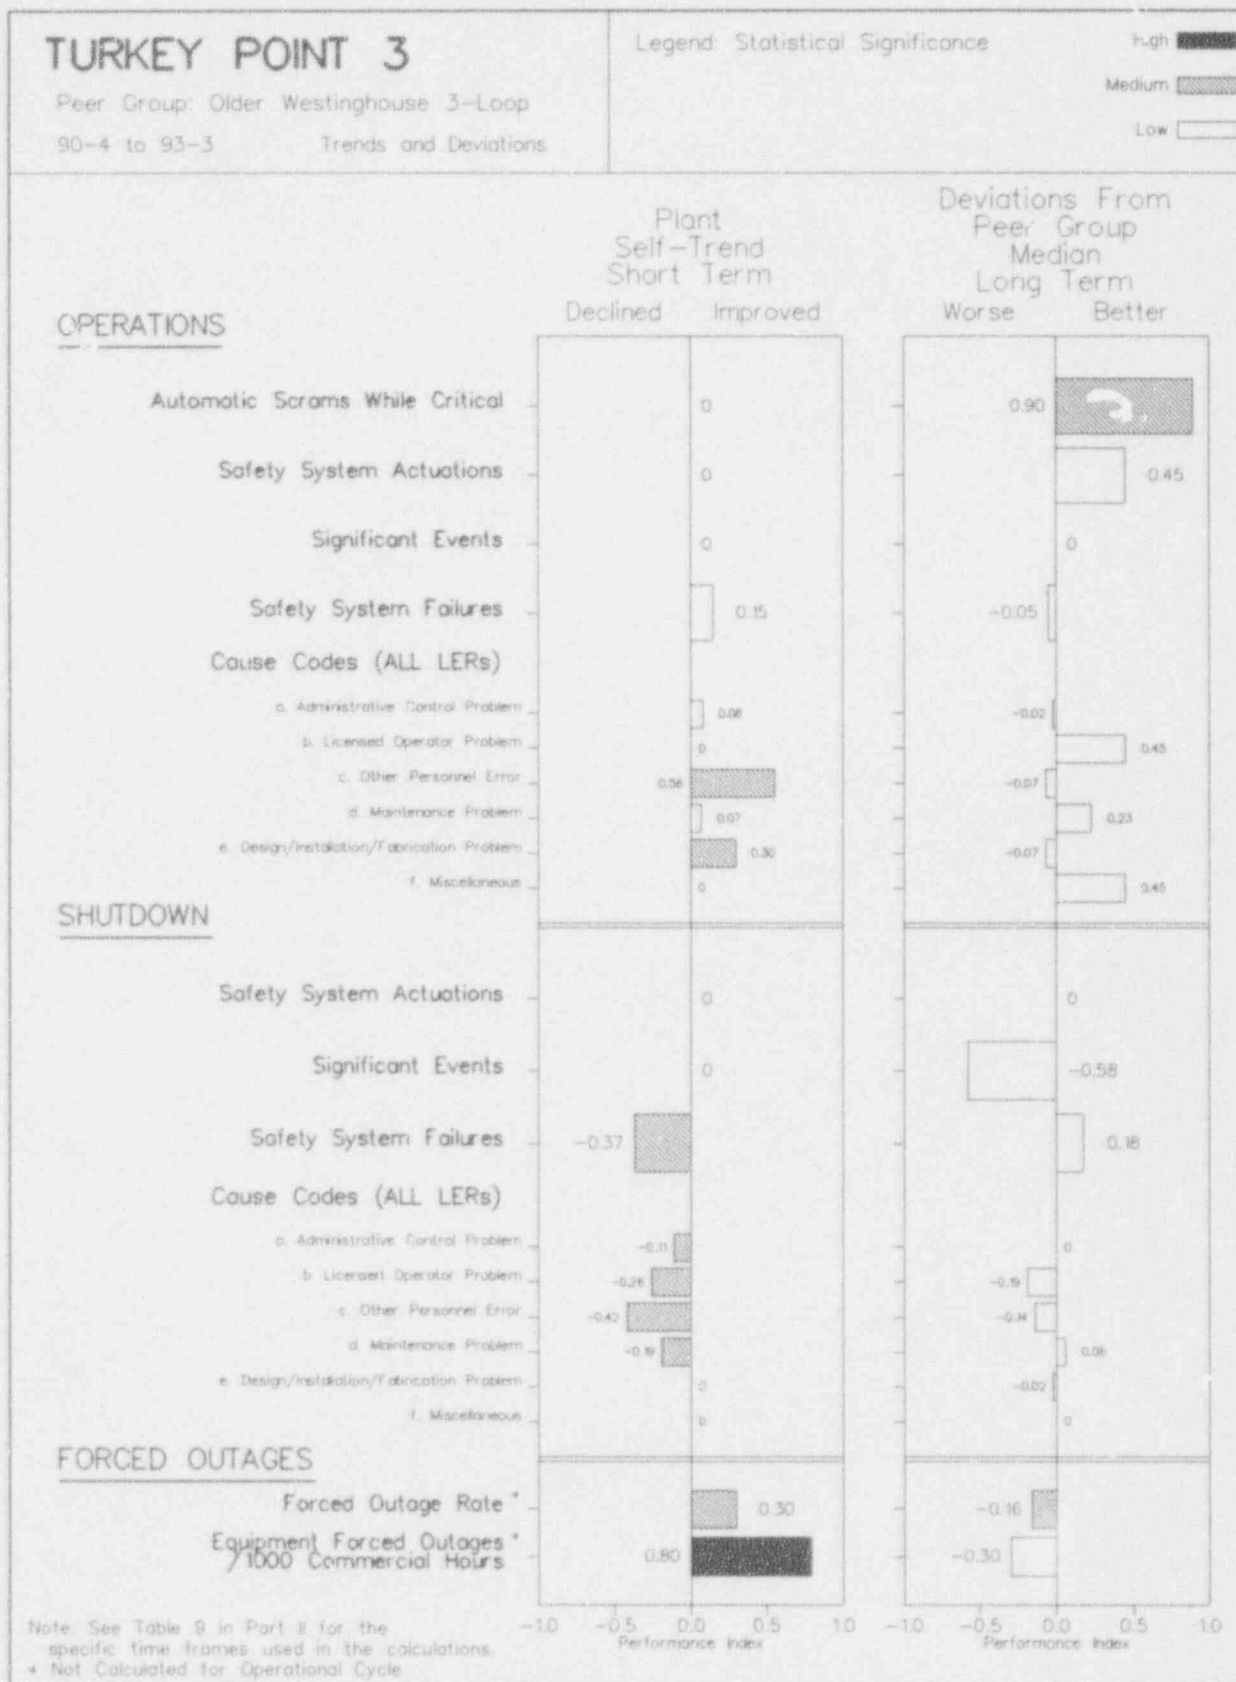 TURKEY POINT 3
Peer Group: Older Westinghouse 3-Loop
90-4 to 93-3 Trends and Deviations
Legend: Statistical Significance
High
Medium
Low
Plant
Self-Trend
Short Term
Declined Improved
Deviations From
Peer Group
Median
Long Term
Worse Better
OPERATIONS
Automatic Scrams While Critical 0 0.90
Safety System Actuations 0 0.45
Significant Events 0 0
Safety System Failures 0.15 -0.05
Cause Codes (ALL LERs)
a. Administrative Control Problem -0.02
b. Licensed Operator Problem 0 0.45
c. Other Personnel Error 0.56 -0.07
d. Maintenance Problem 0.07 0.23
e. Design/Installation/Fabrication Problem 0.30 -0.07
f. Miscellaneous 0 0.45
SHUTDOWN
Safety System Actuations 0 0
Significant Events 0 -0.58
Safety System Failures -0.37 0.18
Cause Codes (ALL LERs)
a. Administrative Control Problem -0.11 0
b. Licensed Operator Problem -0.26 -0.19
c. Other Personnel Error -0.42 -0.14
d. Maintenance Problem -0.19
e. Design/Installation/Fabrication Problem 0 -0.02
f. Miscellaneous 0 0
FORCED OUTAGES
Forced Outage Rate * 0.30 -0.16
Equipment Forced Outages *
/1000 Commercial Hours 0.80 -0.30
-1.0 -0.5 0.0 0.5 1.0
Performance Index
-1.0 -0.5 0.0 0.5 1.0
Performance Index
Note: See Table 9 in Part II for the
specific time frames used in the calculations.
* Not Calculated for Operational Cycle